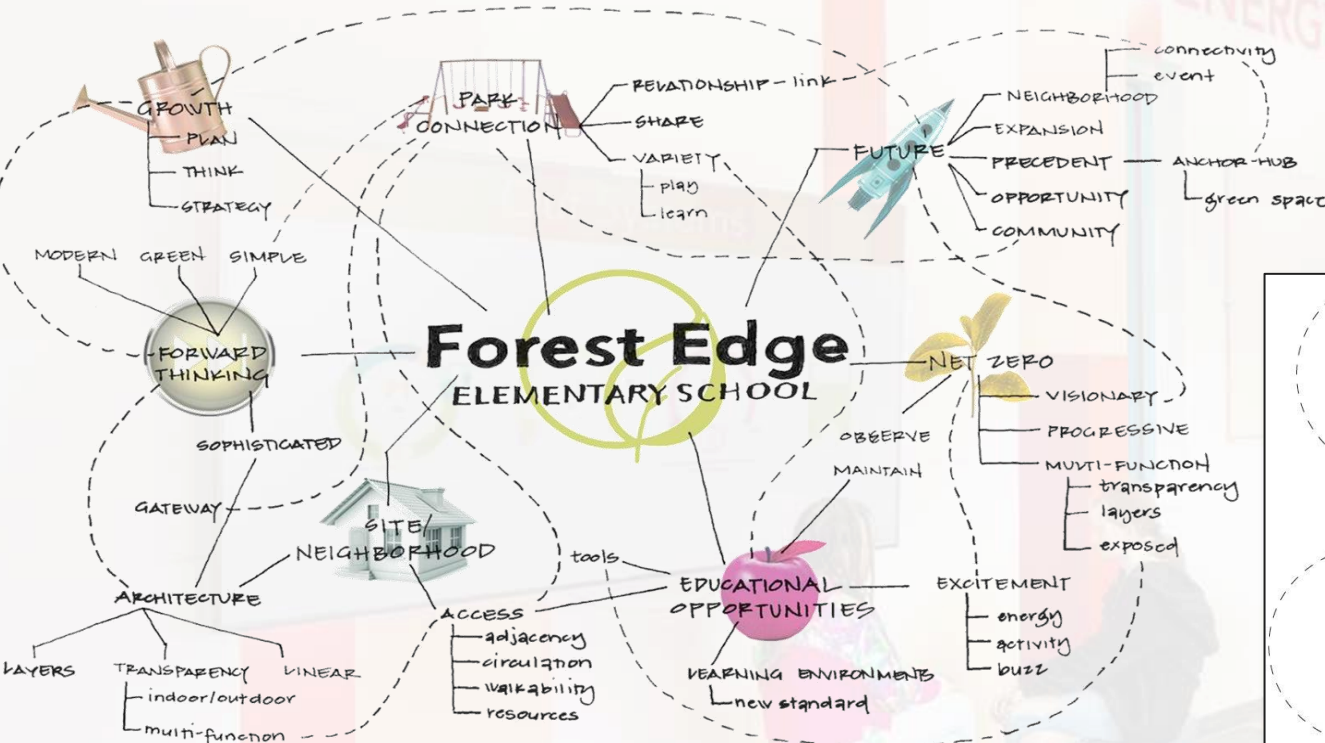 GROWTH
PLAN
THINK
STRATEGY
PARK
CONNECTION
RELATIONSHIP - link
SHARE
VARIETY
play
learn
FUTURE
NEIGHBORHOOD
connectivity
event
EXPANSION
PRECEDENT
ANCHOR-HUB
green space
OPPORTUNITY
COMMUNITY
MODERN
GREEN
SIMPLE
FORWARD
THINKING
SOPHISTICATED
GATEWAY
Forest Edge
ELEMENTARY SCHOOL
NET ZERO
VISIONARY
PROGRESSIVE
MULTI-FUNCTION
transparency
layers
exposed
OBSERVE
MAINTAIN
SITE/
NEIGHBORHOOD
ARCHITECTURE
LAYERS
TRANSPARENCY
indoor/outdoor
multi-function
LINEAR
ACCESS
adjacency
circulation
walkability
resources
tools
EDUCATIONAL
OPPORTUNITIES
LEARNING ENVIRONMENTS
new standard
EXCITEMENT
energy
activity
buzz